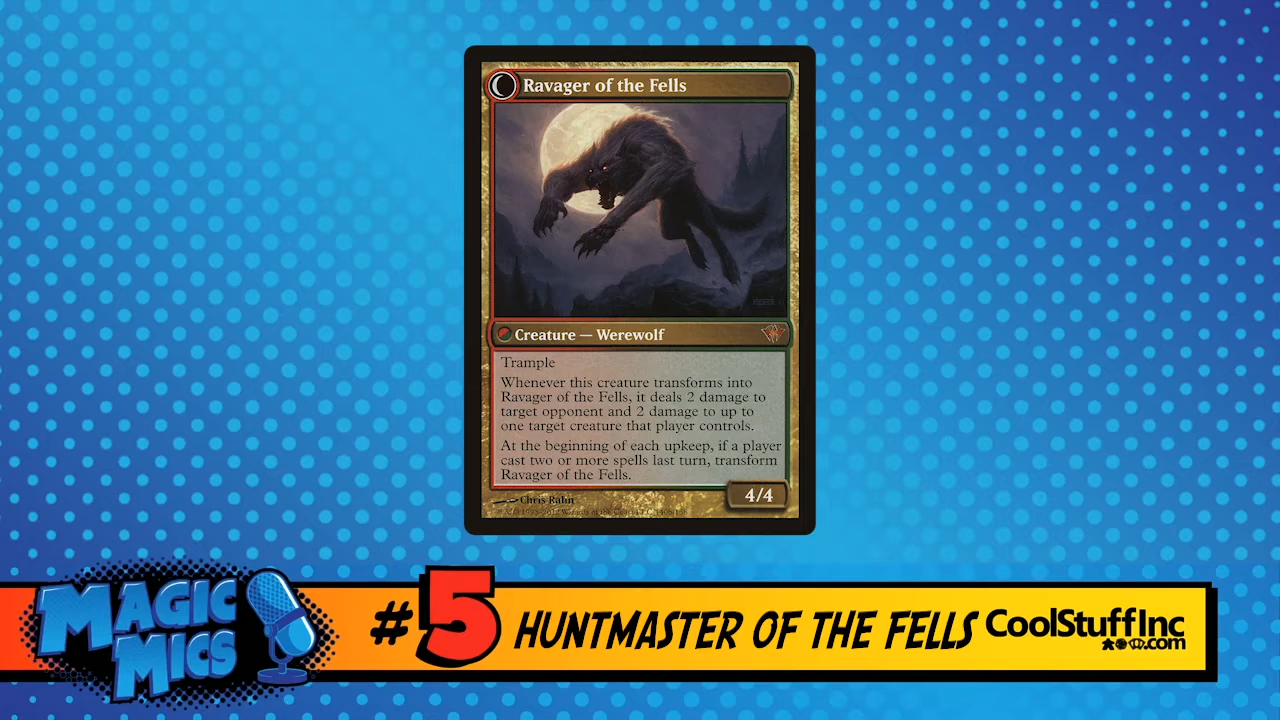 Ravager of the Fells
Creature — Werewolf
Trample
Whenever this creature transforms into
Ravager of the Fells, it deals 2 damage to
target opponent and 2 damage to up to
one target creature that player controls.
At the beginning of each upkeep, if a player
cast two or more spells last turn, transform
Ravager of the Fells.
4/4
Chris Rahn
MAGIC
MICS
#5 HUNTMASTER OF THE FELLS
CoolStuffInc
.com